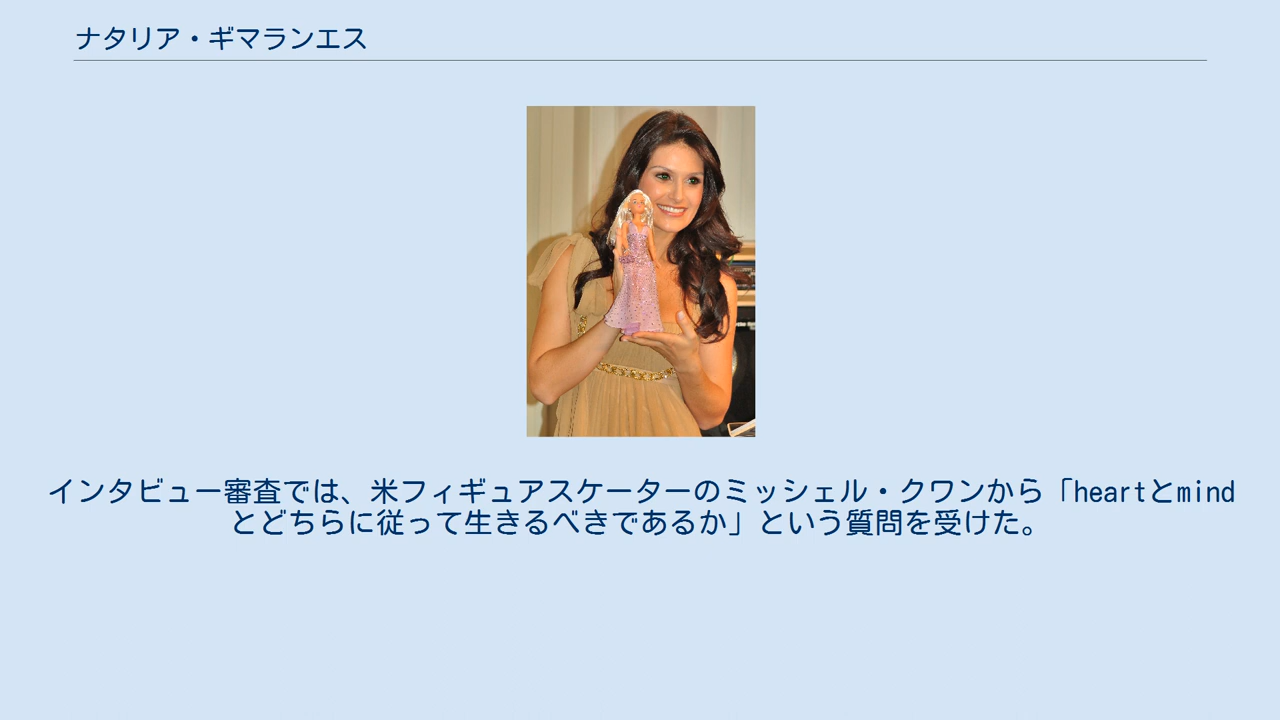 ナタリア・ギマランエス
インタビュー審査では、米フィギュアスケーターのミッシェル・クワンから「heartとmind
とどちらに従って生きるべきであるか」という質問を受けた。